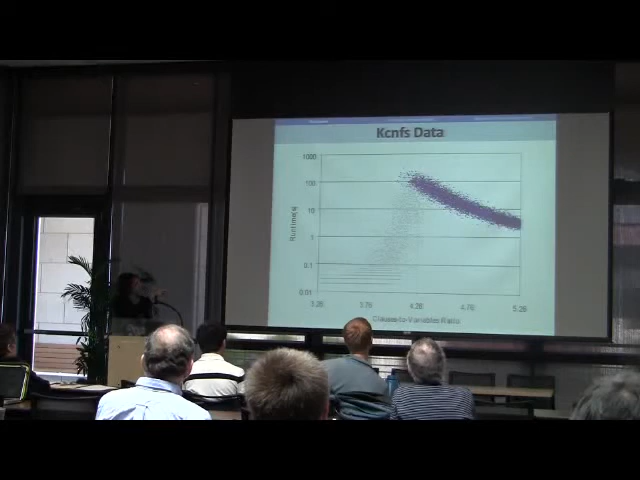 Kcnfs Data
1000
100
10
1
0.1
0.01
Runtime(s)
3.26 3.76 4.26 4.76 5.26
Clauses-to-Variables Ratio